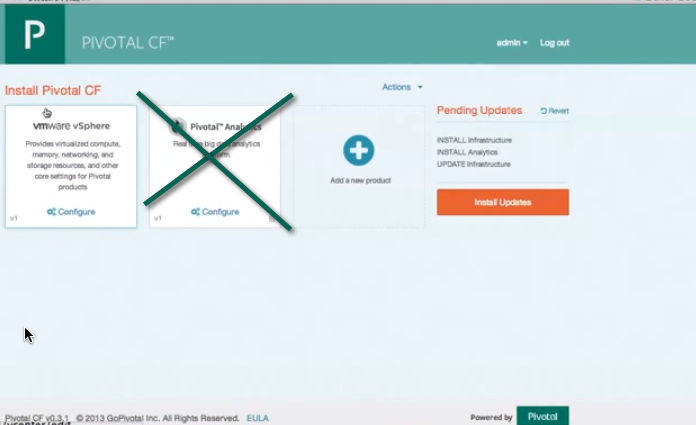 P
PIVOTAL CF™
admin
Log out
Install Pivotal CF
Actions
vmware vSphere
Provides virtualized compute,
memory, networking, and
storage resources, and other
core settings for Pivotal
products
Configure
v1
Pivotal™ Analytics
Real time big data analytics
Configure
v1
Add a new product
Pending Updates
Revert
INSTALL Infrastructure
INSTALL Analytics
UPDATE Infrastructure
Install Updates
Pivotal CF v0.3.1 © 2013 GoPivotal Inc. All Rights Reserved. EULA
Powered by Pivotal